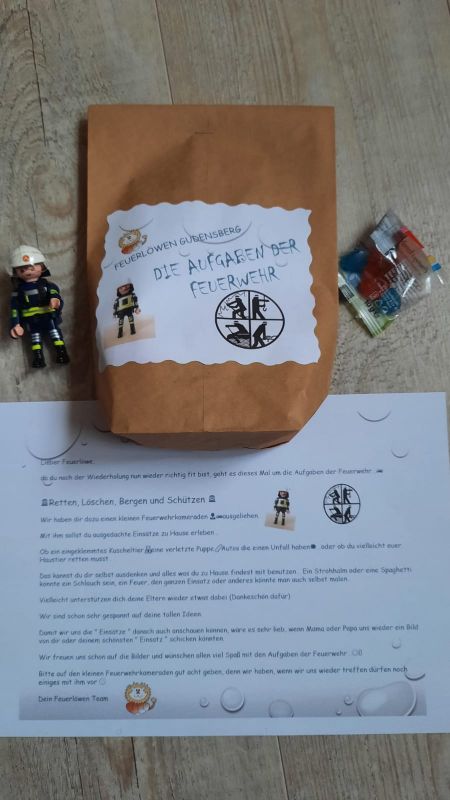 FEUERLÖWEN GUDENSBERG
DIE AUFGABEN DER
FEUERWEHR
Lieber Feuerlöwe,
da du nach der Wiederholung nun wieder richtig fit bist, geht es dieses Mal um die Aufgaben der Feuerwehr.
Retten, Löschen, Bergen und Schützen
Wir haben dir dazu einen kleinen Feuerwehrkameraden ausgeliehen.
Mit ihm sollst du ausgedachte Einsätze zu Hause erleben.
Ob ein eingeklemmtes Kuscheltier, eine verletzte Puppe, Autos die einen Unfall haben, oder ob du vielleicht euer
Haustier retten musst.
Das kannst du dir selbst ausdenken und alles was du zu Hause findest mit benutzen. Ein Strohhalm oder eine Spaghetti
könnte ein Schlauch sein, ein Feuer, den ganzen Einsatz oder anderes könnte man auch selbst malen.
Vielleicht unterstützen dich deine Eltern wieder etwas dabei (Dankeschön dafür)
Wir sind schon sehr gespannt auf deine tollen Ideen.
Damit wir uns die " Einsätze " danach auch anschauen können, wäre es sehr lieb, wenn Mama oder Papa uns wieder ein Bild
von dir oder deinem schönsten " Einsatz " schicken könnten.
Wir freuen uns schon auf die Bilder und wünschen allen viel Spaß mit den Aufgaben der Feuerwehr.
Bitte auf den kleinen Feuerwehrkameraden gut acht geben, denn wir haben, wenn wir uns wieder treffen dürfen noch
einiges mit ihm vor
Dein Feuerlöwen Team